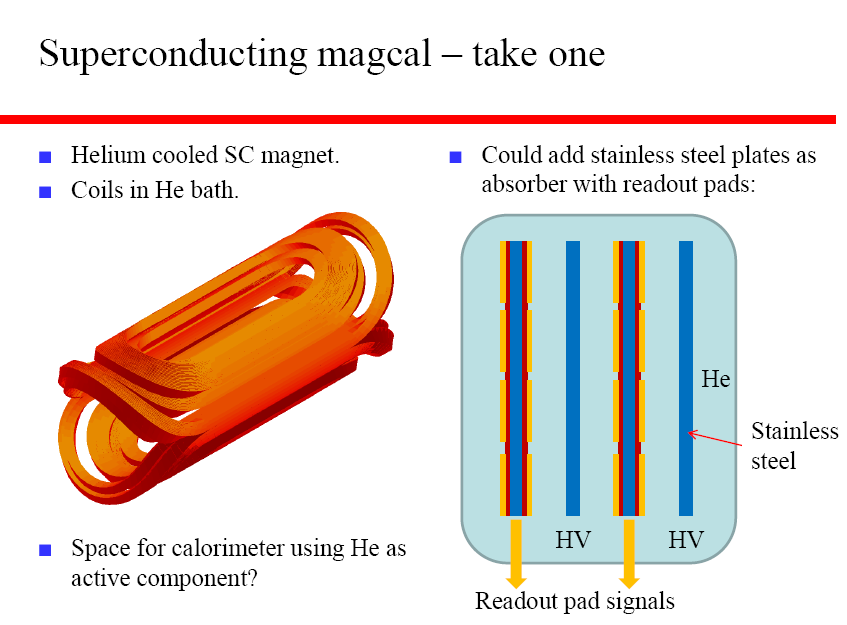 Superconducting magcal – take one
Helium cooled SC magnet.
Coils in He bath.
Space for calorimeter using He as
active component?
Could add stainless steel plates as
absorber with readout pads:
He
Stainless
steel
HV
HV
Readout pad signals